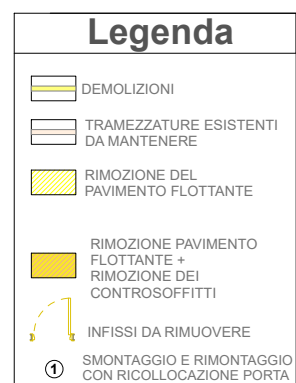 Legenda
DEMOLIZIONI
TRAMEZZATURE ESISTENTI
DA MANTENERE
RIMOZIONE DEL
PAVIMENTO FLOTTANTE
RIMOZIONE PAVIMENTO
FLOTTANTE +
RIMOZIONE DEI
CONTROSOFFITTI
INFISSI DA RIMUOVERE
1 SMONTAGGIO E RIMONTAGGIO
CON RICOLLOCAZIONE PORTA